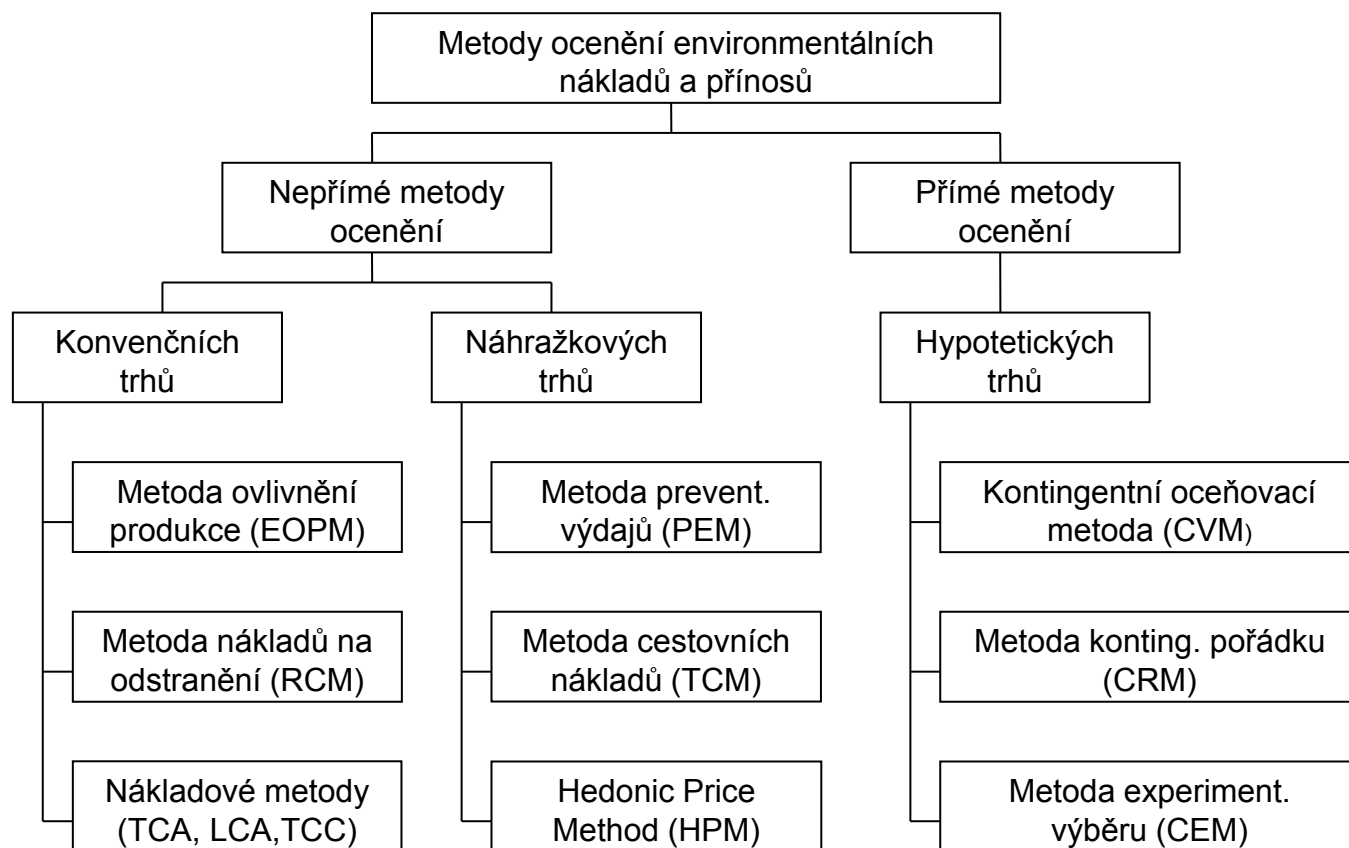 Metody ocenění environmentálních
nákladů a přínosů
Nepřímé metody
ocenění
Přímé metody
ocenění
Konvenčních
trhů
Náhražkových
trhů
Hypotetických
trhů
Metoda ovlivnění
produkce (EOPM)
Metoda prevent.
výdajů (PEM)
Kontingentní oceňovací
metoda (CVM)
Metoda nákladů na
odstranění (RCM)
Metoda cestovních
nákladů (TCM)
Metoda konting. pořádku
(CRM)
Nákladové metody
(TCA, LCA,TCC)
Hedonic Price
Method (HPM)
Metoda experiment.
výběru (CEM)